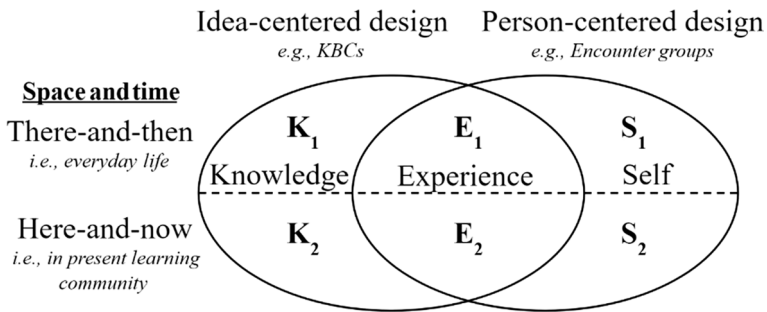 Idea-centered design Person-centered design
e.g., KBCs e.g., Encounter groups
Space and time
There-and-then
i.e., everyday life
K1 E1 S1
Knowledge Experience Self
Here-and-now
i.e., in present learning
community
K2 E2 S2